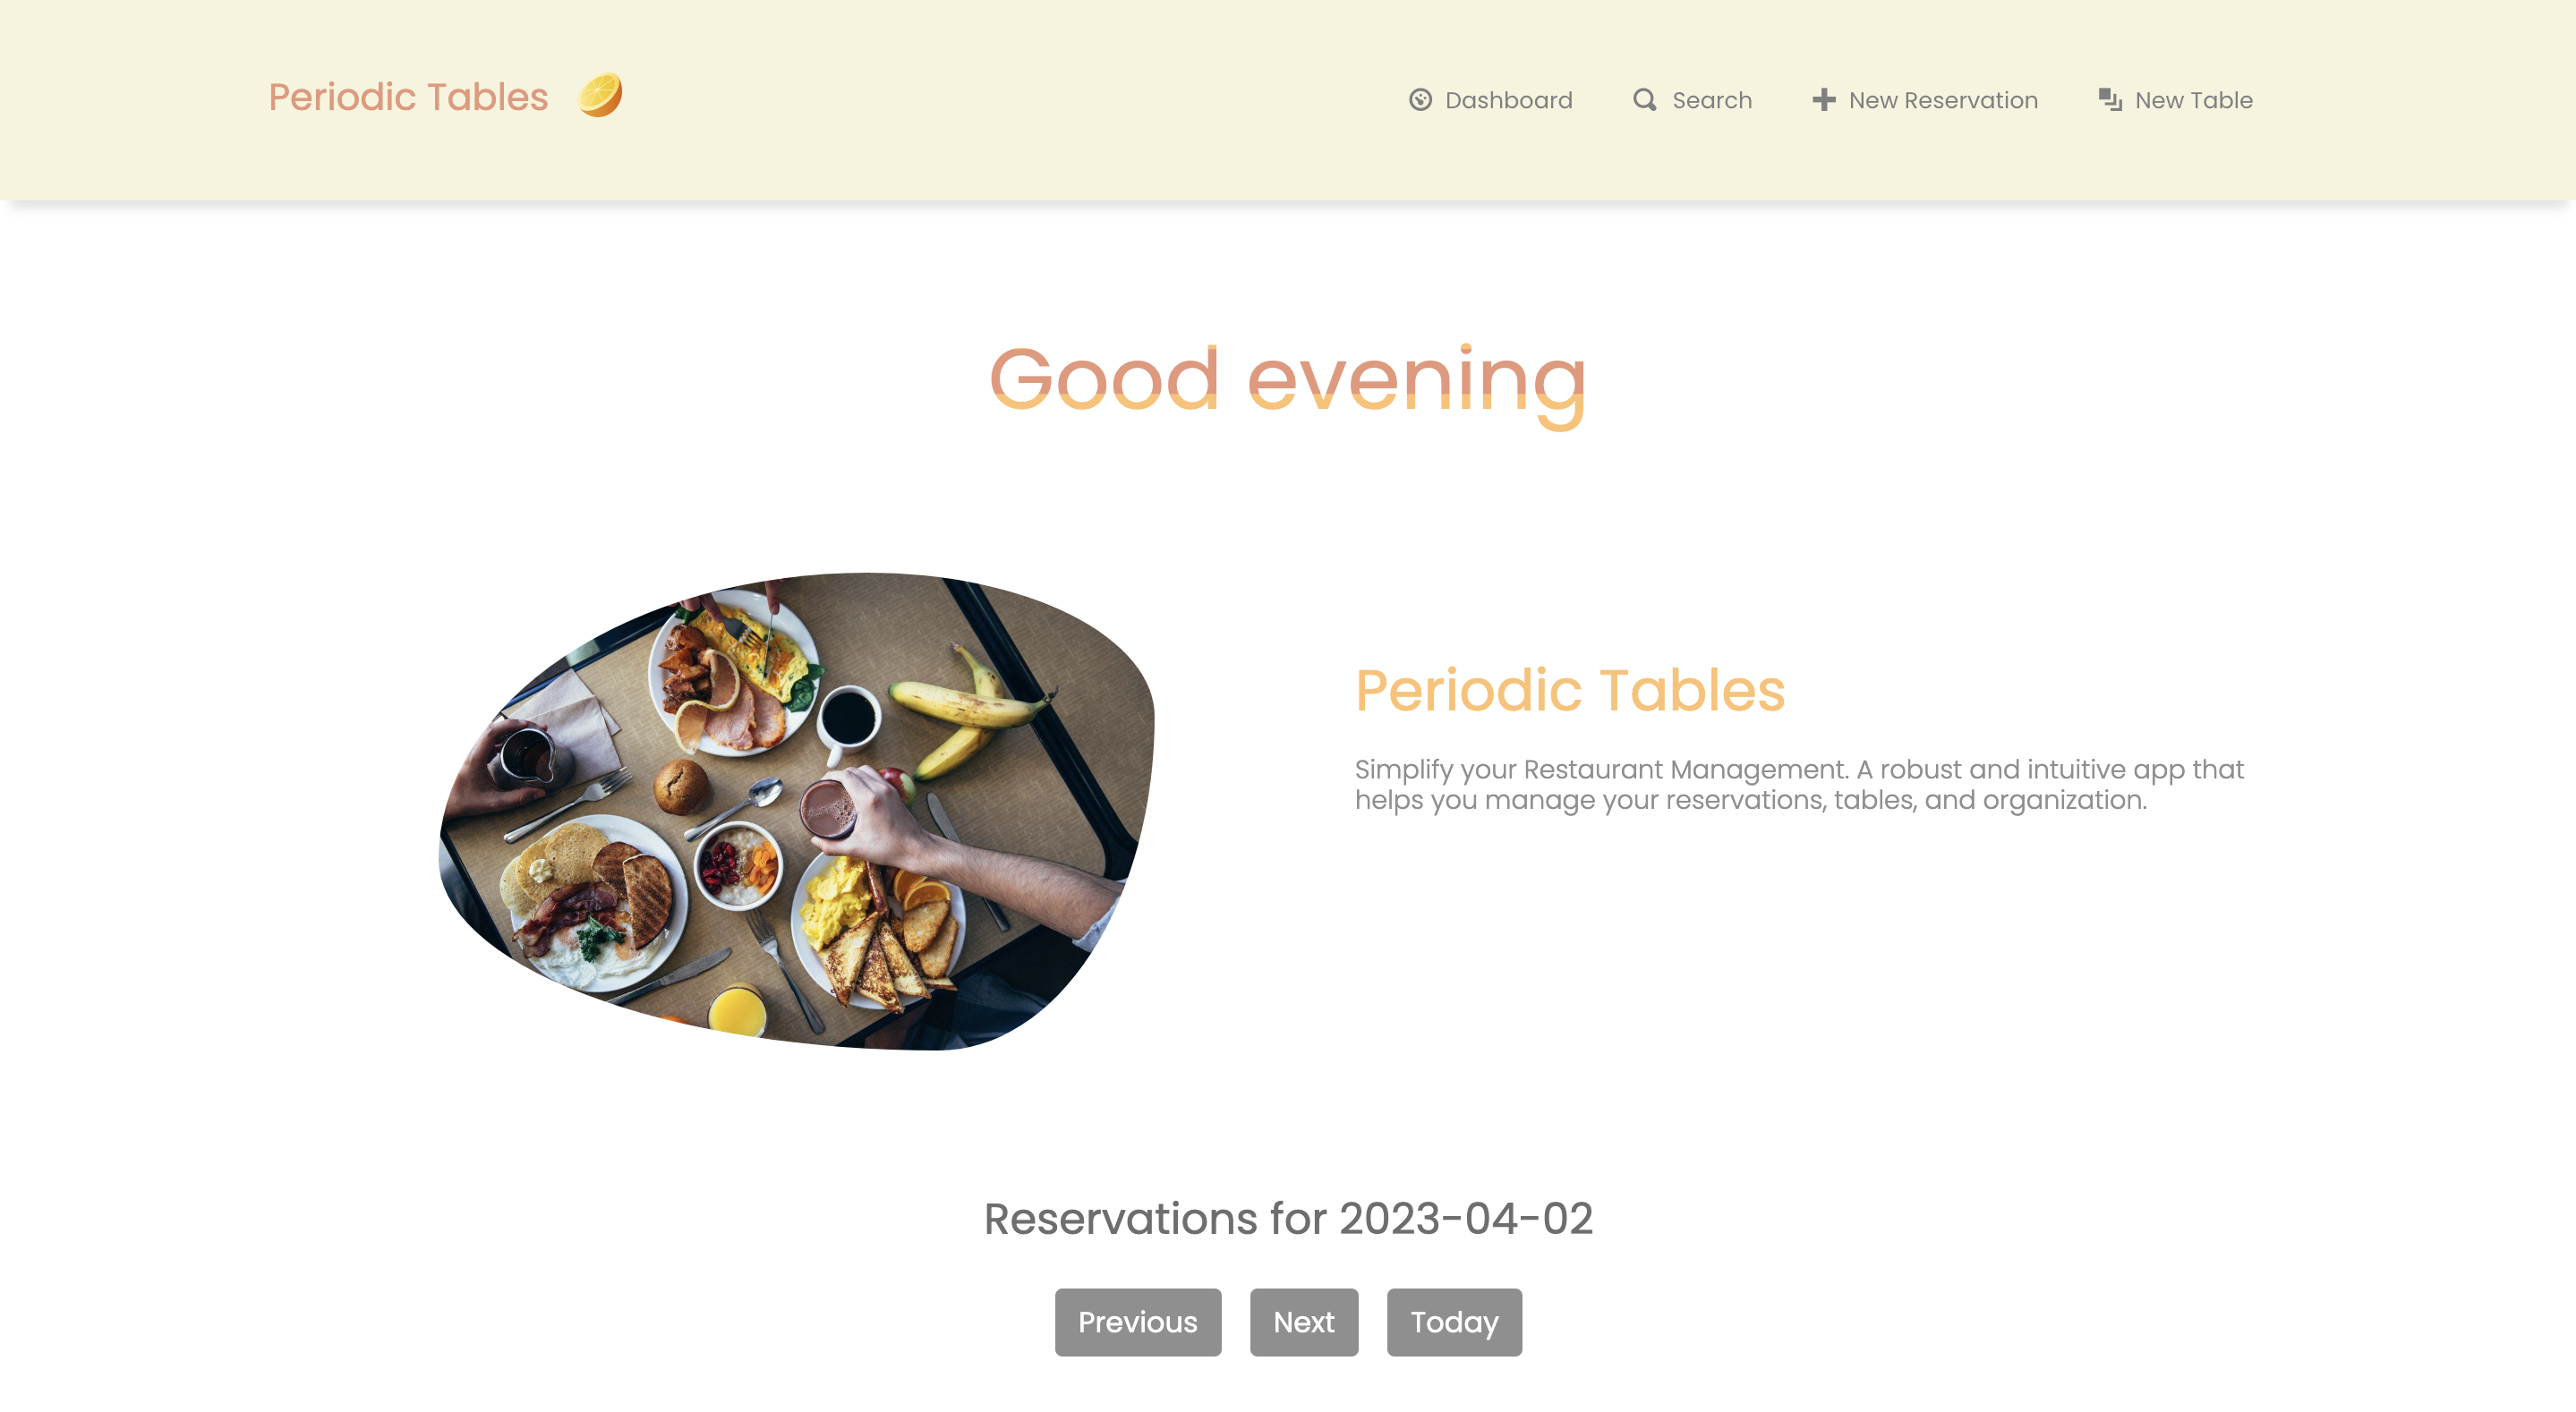 Periodic Tables
Dashboard
Search
New Reservation
New Table
Good evening
Periodic Tables
Simplify your Restaurant Management. A robust and intuitive app that
helps you manage your reservations, tables, and organization.
Reservations for 2023-04-02
Previous
Next
Today